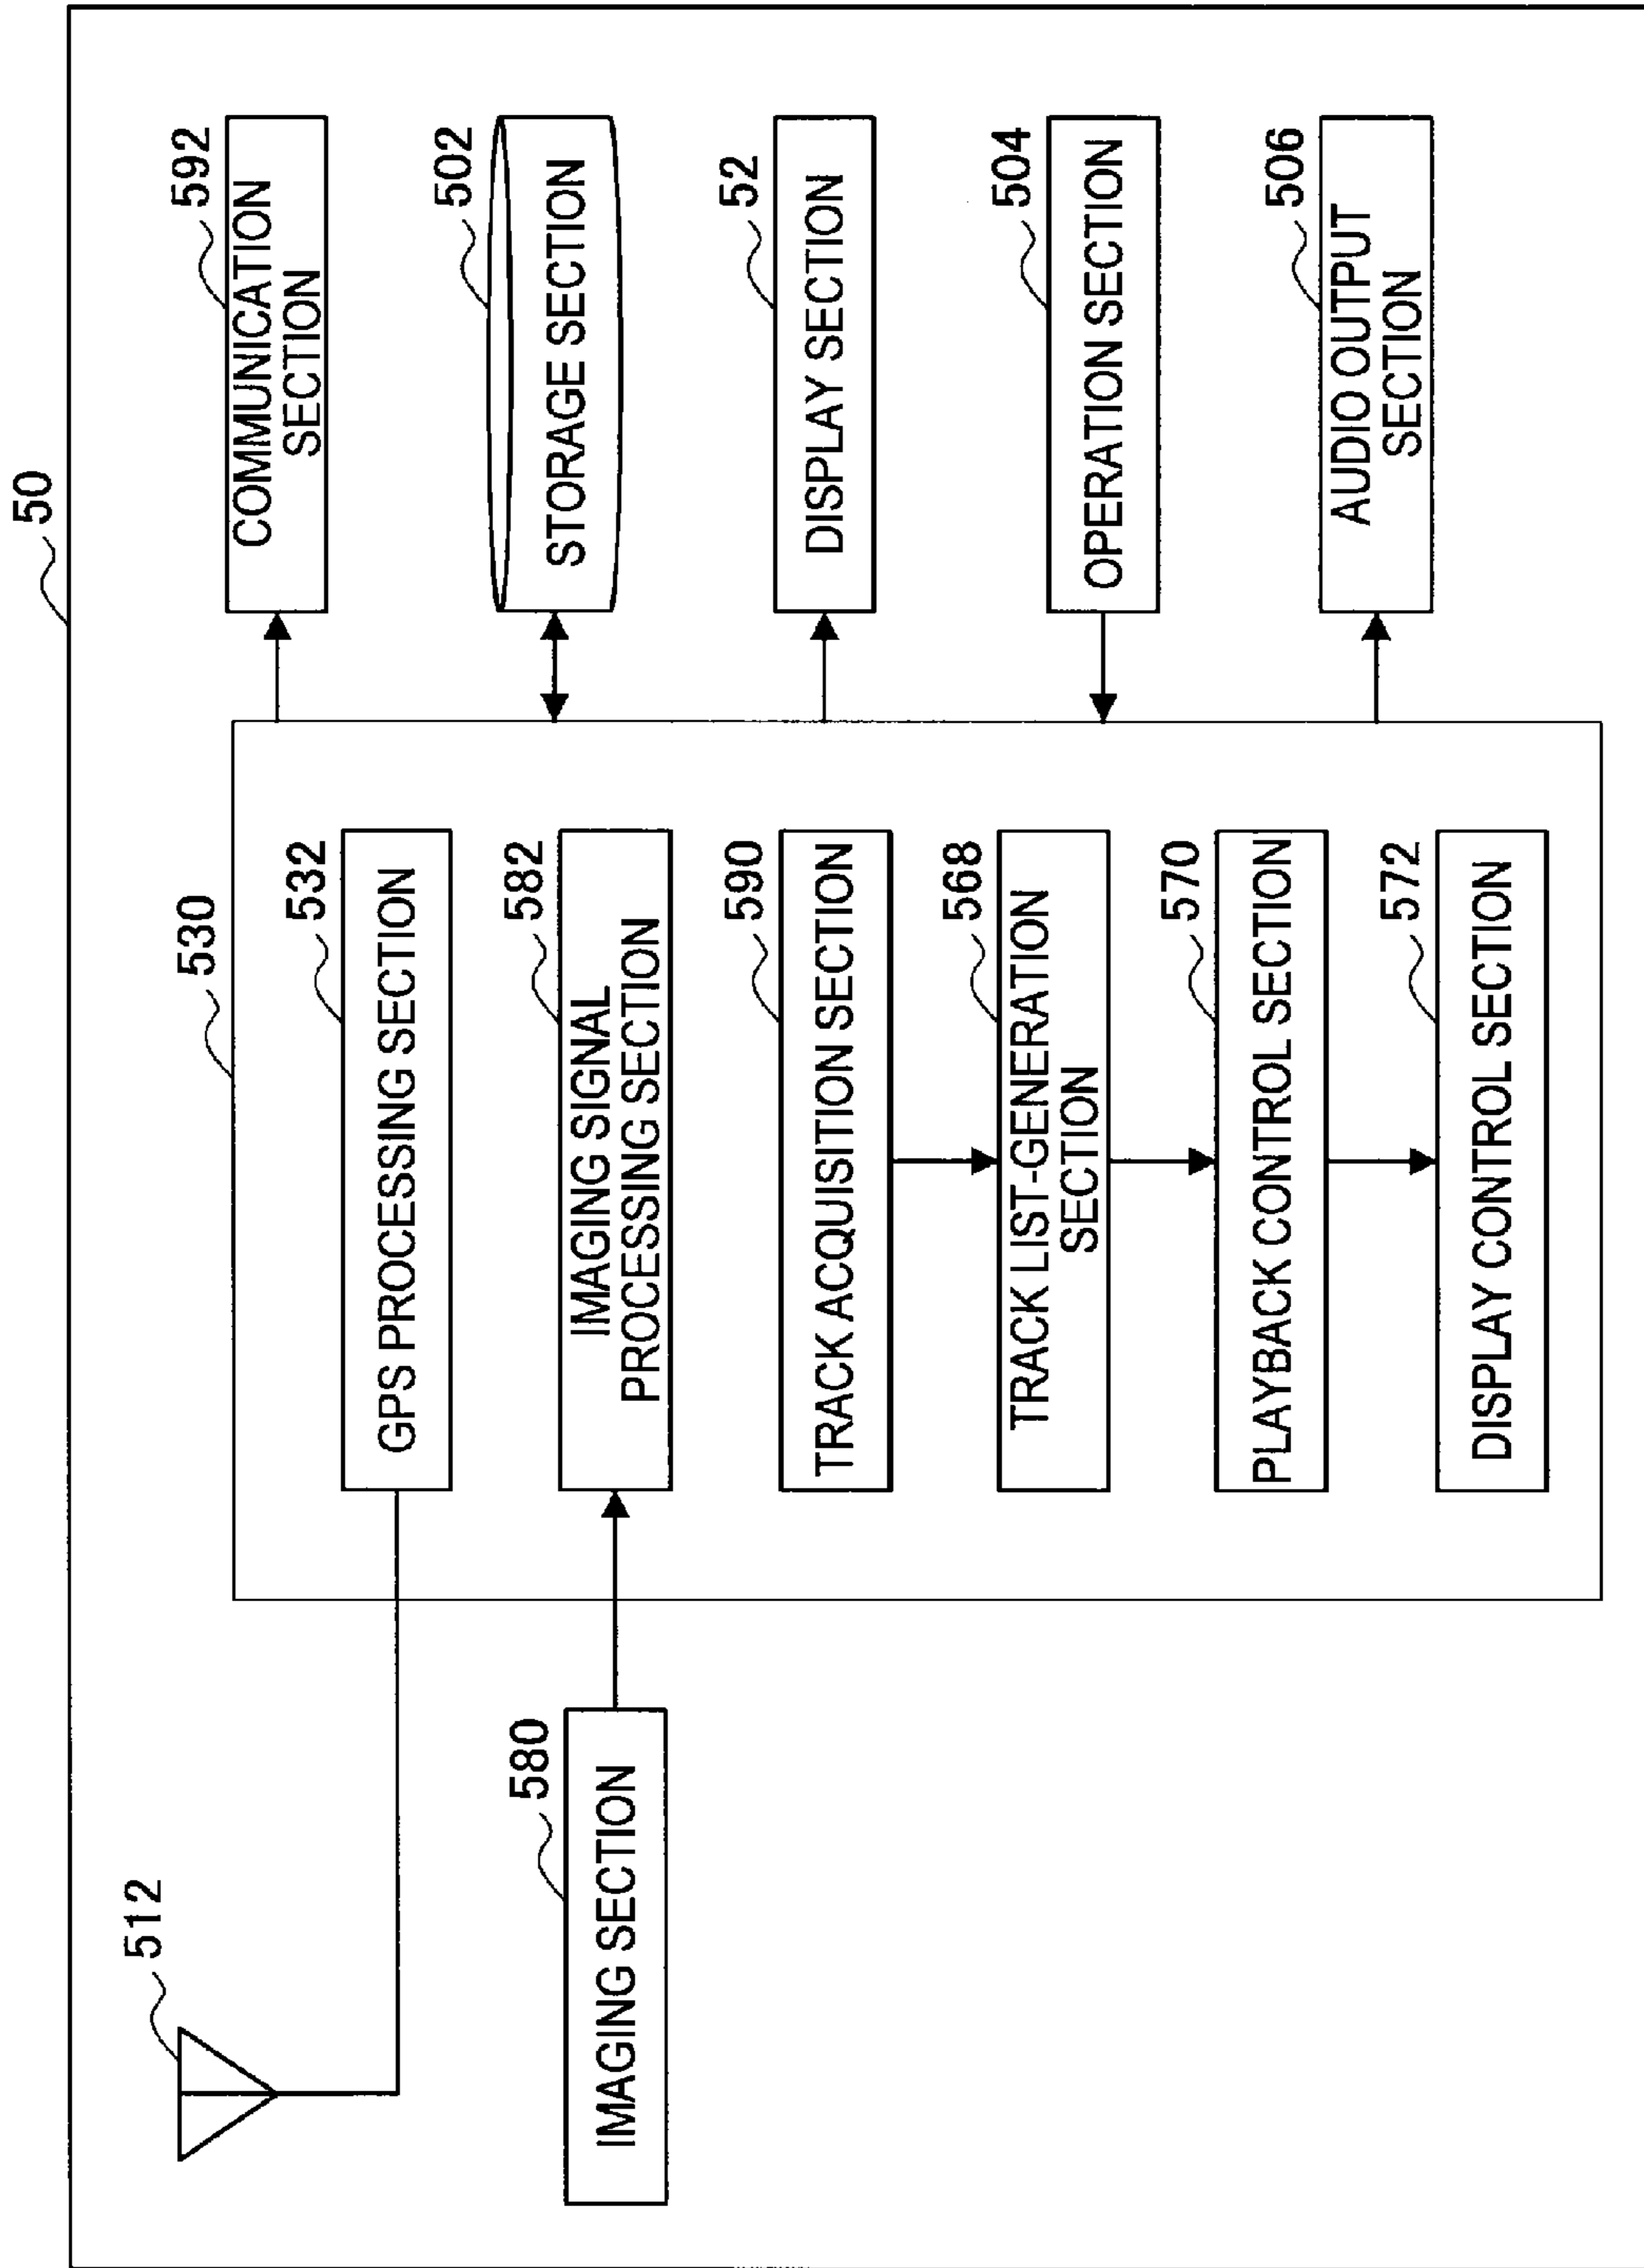 50
512
530
592
COMMUNICATION
SECTION
532
GPS PROCESSING SECTION
502
STORAGE SECTION
580
IMAGING SECTION
582
IMAGING SIGNAL
PROCESSING SECTION
52
DISPLAY SECTION
590
TRACK ACQUISITION SECTION
504
OPERATION SECTION
568
TRACK LIST-GENERATION
SECTION
506
AUDIO OUTPUT
SECTION
570
PLAYBACK CONTROL SECTION
572
DISPLAY CONTROL SECTION